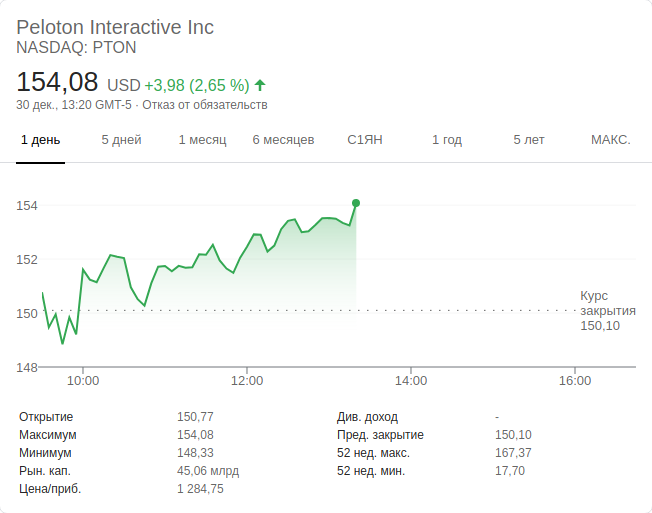 Peloton Interactive Inc
NASDAQ: PTON
154,08 USD +3,98 (2,65 %)
30 дек., 13:20 GMT-5 · Отказ от обязательств
1 день 5 дней 1 месяц 6 месяцев С1ЯН 1 год 5 лет МАКС.
154
152
150
148
Курс
закрытия
150,10
10:00 12:00 14:00 16:00
Открытие 150,77
Максимум 154,08
Минимум 148,33
Рын. кап. 45,06 млрд
Цена/приб. 1 284,75
Див. доход -
Пред. закрытие 150,10
52 нед. макс. 167,37
52 нед. мин. 17,70